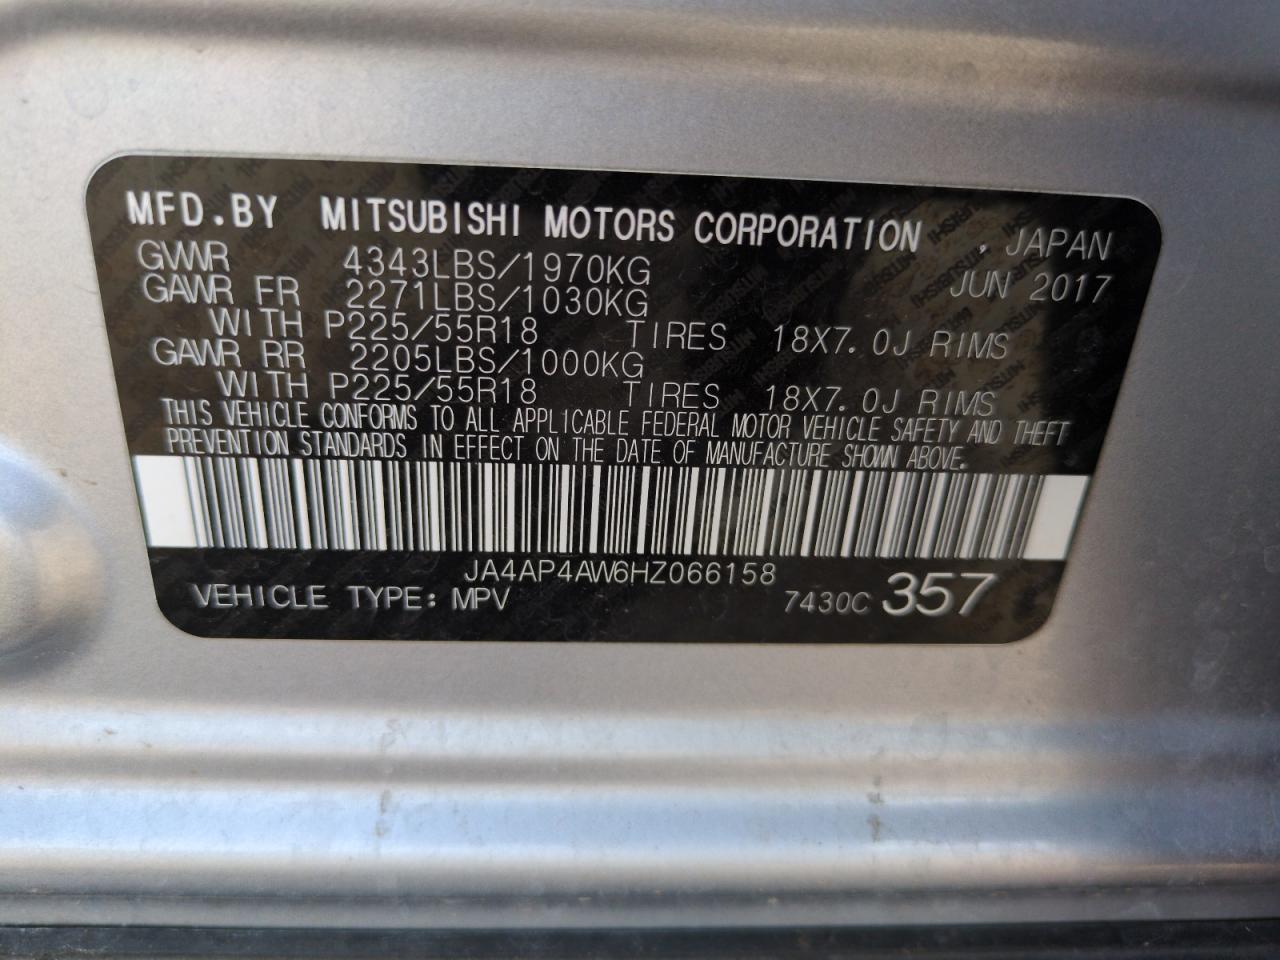 MFD.BY MITSUBISHI MOTORS CORPORATION , JAPAN
GVWR 4343LBS/1970KG JUN 2017
GAWR FR 2271LBS/1030KG
WITH P225/55R18 TIRES 18X7.0J RIMS
GAWR RR 2205LBS/1000KG
WITH P225/55R18 TIRES 18X7.0J RIMS
THIS VEHICLE CONFORMS TO ALL APPLICABLE FEDERAL MOTOR VEHICLE SAFETY AND THEFT
PREVENTION STANDARDS IN EFFECT ON THE DATE OF MANUFACTURE SHOWN ABOVE.
JA4AP4AW6HZ066158
VEHICLE TYPE: MPV 7430C 357